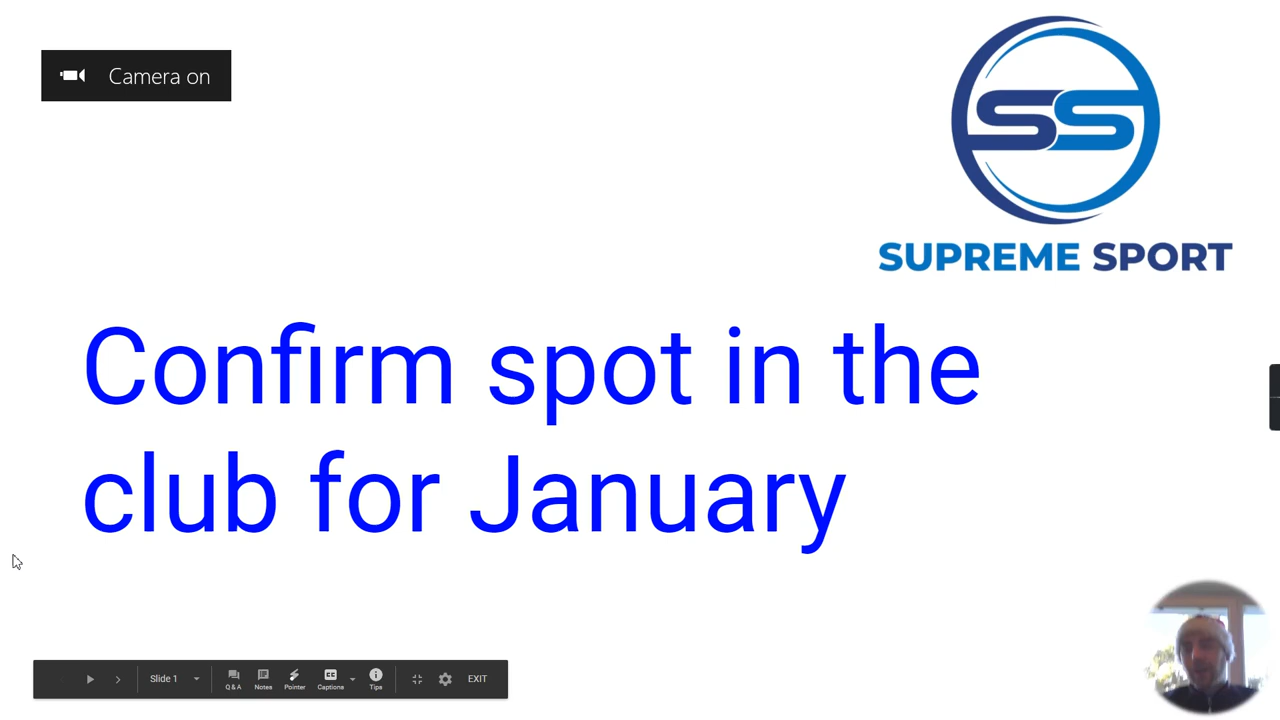 Camera on
SS
SUPREME SPORT
Confirm spot in the
club for January
Slide 1
Q & A
Notes
Pointer
CC
Captions
Tips
EXIT